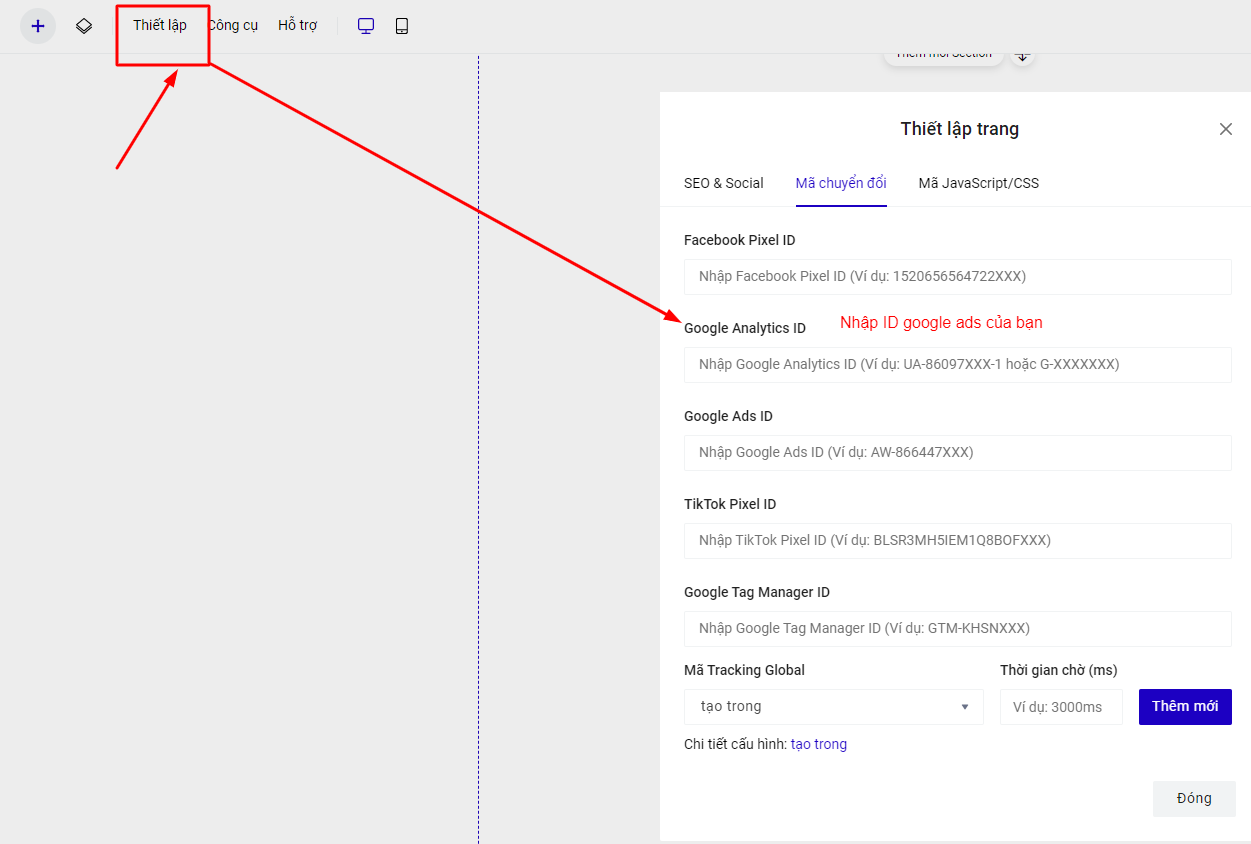 Thiết lập Công cụ Hỗ trợ
Thêm mới Section
Thiết lập trang
SEO & Social Mã chuyển đổi Mã JavaScript/CSS
Facebook Pixel ID
Nhập Facebook Pixel ID (Ví dụ: 1520656564722XXX)
Google Analytics ID Nhập ID google ads của bạn
Nhập Google Analytics ID (Ví dụ: UA-86097XXX-1 hoặc G-XXXXXXX)
Google Ads ID
Nhập Google Ads ID (Ví dụ: AW-866447XXX)
TikTok Pixel ID
Nhập TikTok Pixel ID (Ví dụ: BLSR3MH5IEM1Q8BOFXXX)
Google Tag Manager ID
Nhập Google Tag Manager ID (Ví dụ: GTM-KHSNXXX)
Mã Tracking Global Thời gian chờ (ms)
tạo trong Ví dụ: 3000ms Thêm mới
Chi tiết cấu hình: tạo trong
Đóng